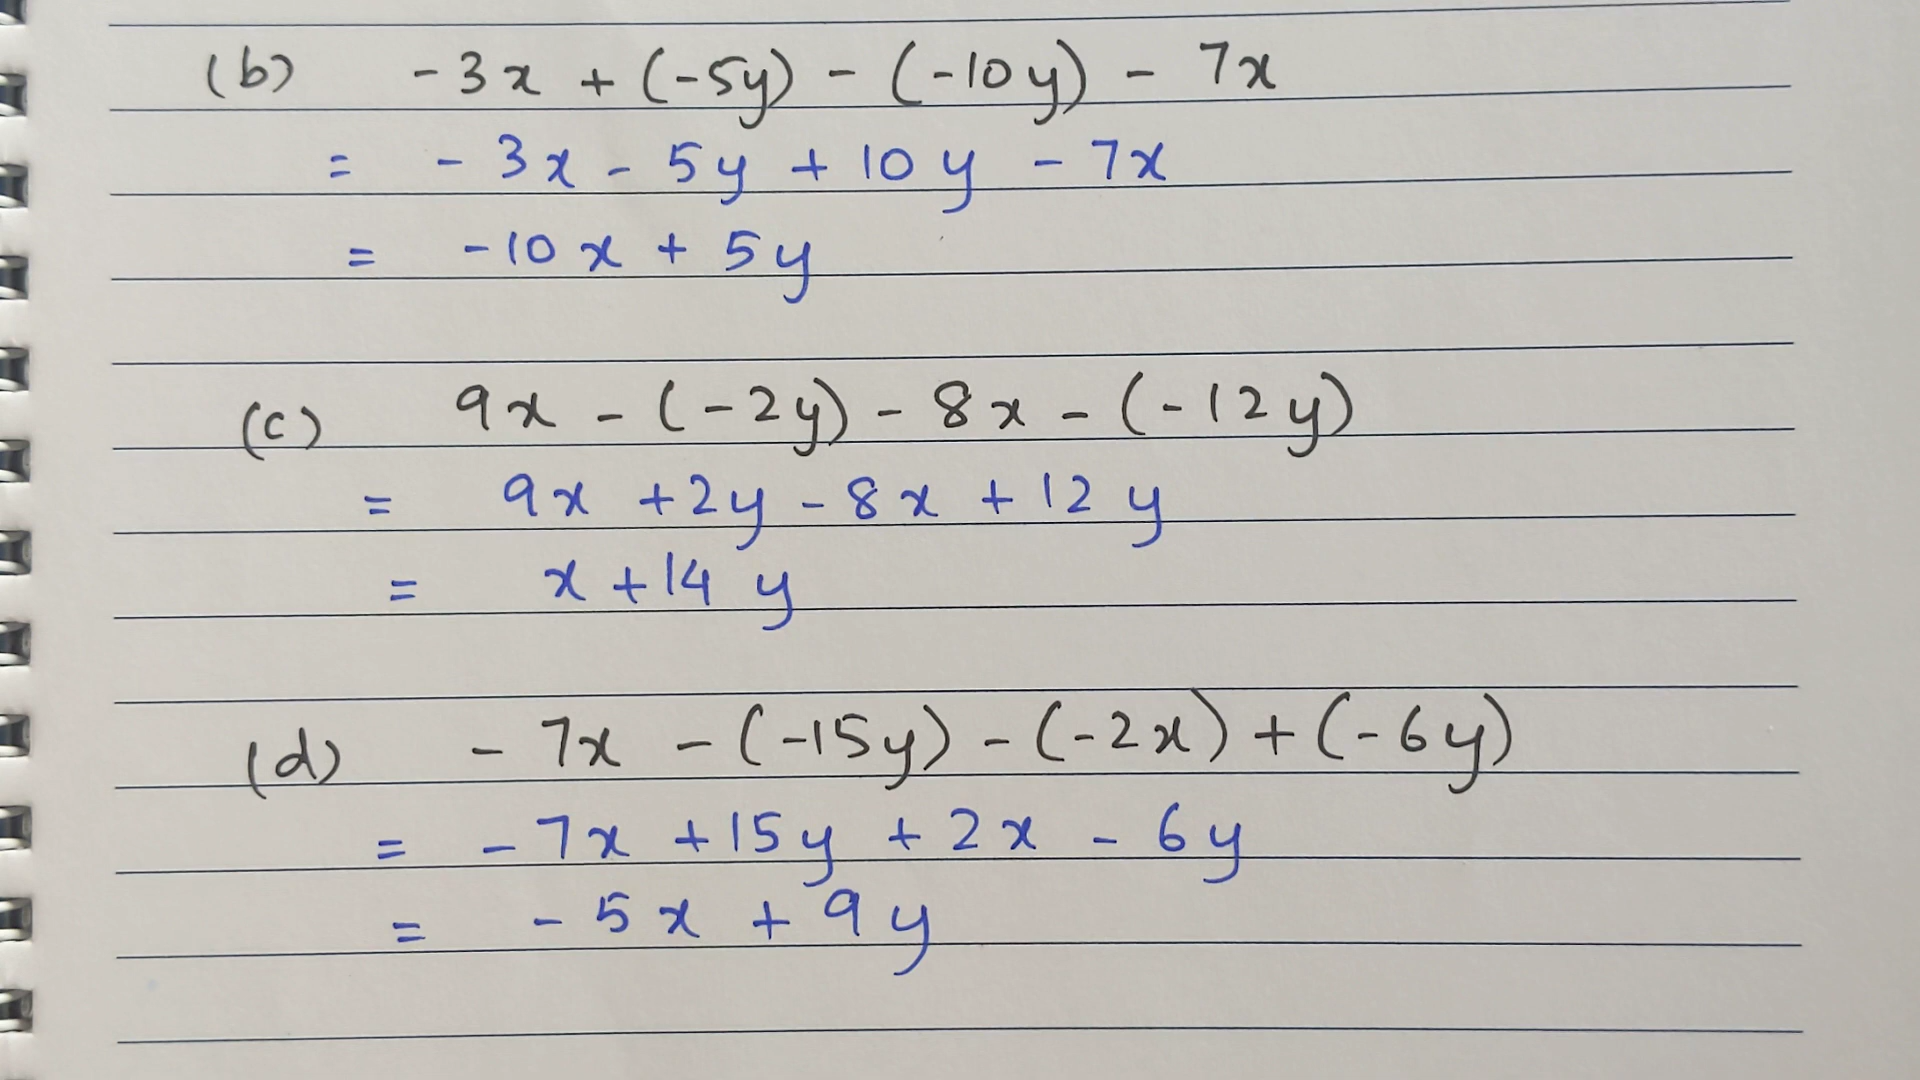 (b) -3x + (-5y) - (-10y) - 7x
= -3x - 5y + 10y - 7x
= -10x + 5y
(c) 9x - (-2y) - 8x - (-12y)
= 9x + 2y - 8x + 12y
= x + 14y
(d) -7x - (-15y) - (-2x) + (-6y)
= -7x + 15y + 2x - 6y
= -5x + 9y